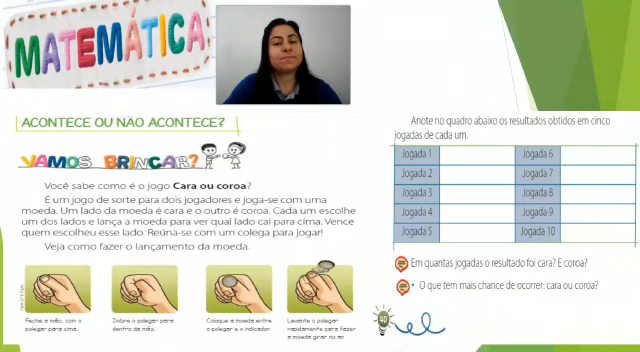 MATEMÁTICA
ACONTECE OU NÃO ACONTECE?
VAMOS BRINCAR?
Você sabe como é o jogo Cara ou coroa?
É um jogo de sorte para dois jogadores e joga-se com uma
moeda. Um lado da moeda é cara e o outro é coroa. Cada um escolhe
um dos lados e lança a moeda para ver qual lado cai para cima. Vence
quem escolheu esse lado. Reúna-se com um colega para jogar!
Veja como fazer o lançamento da moeda.
Feche a mão, com o
polegar para cima.
Dobre o polegar para
dentro da mão.
Coloque a moeda entre
o polegar e o indicador.
Levante o polegar
rapidamente para fazer
a moeda girar no ar.
Anote no quadro abaixo os resultados obtidos em cinco
jogadas de cada um.
Jogada 1 Jogada 6
Jogada 2 Jogada 7
Jogada 3 Jogada 8
Jogada 4 Jogada 9
Jogada 5 Jogada 10
Em quantas jogadas o resultado foi cara? E coroa?
• O que tem mais chance de ocorrer: cara ou coroa?
40